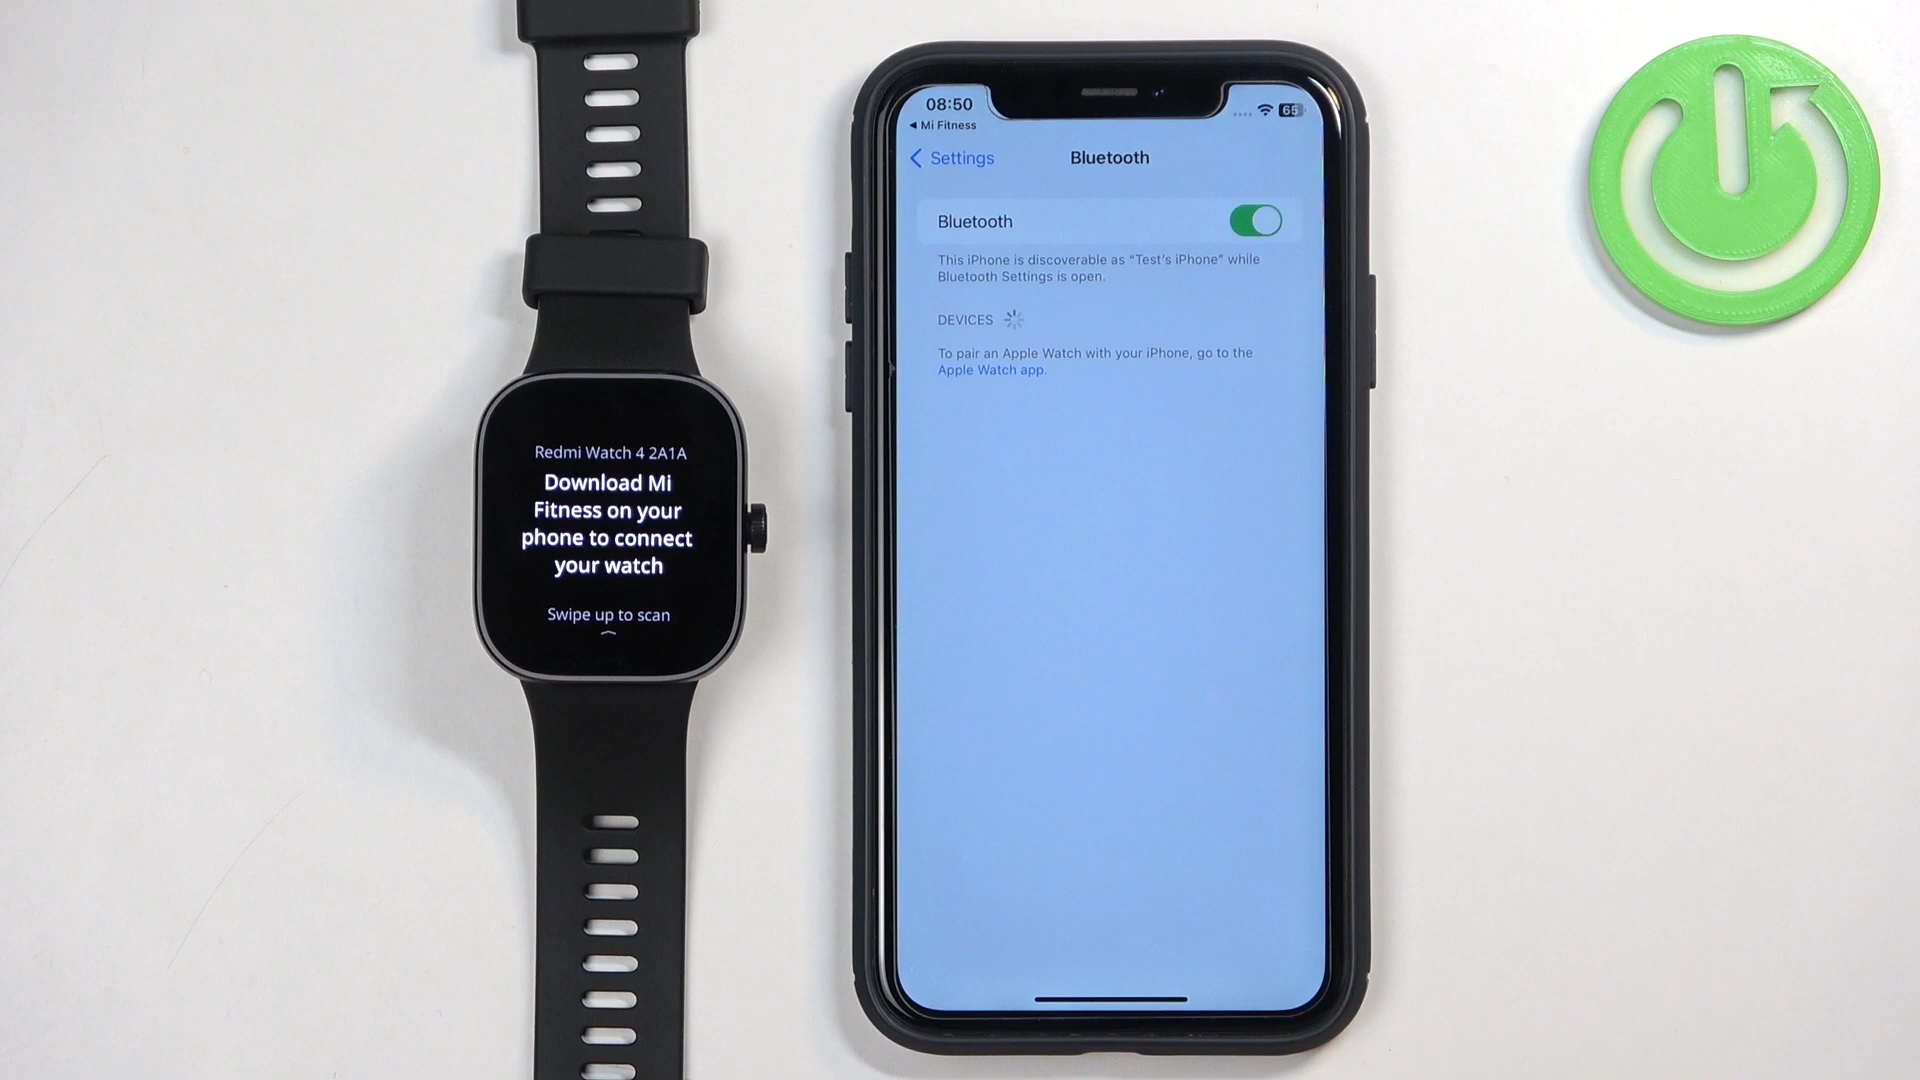 Redmi Watch 4 2A1A
Download Mi
Fitness on your
phone to connect
your watch
Swipe up to scan
08:50
65
◀ Mi Fitness
Settings
Bluetooth
Bluetooth
This iPhone is discoverable as “Test’s iPhone” while
Bluetooth Settings is open.
DEVICES
To pair an Apple Watch with your iPhone, go to the
Apple Watch app.